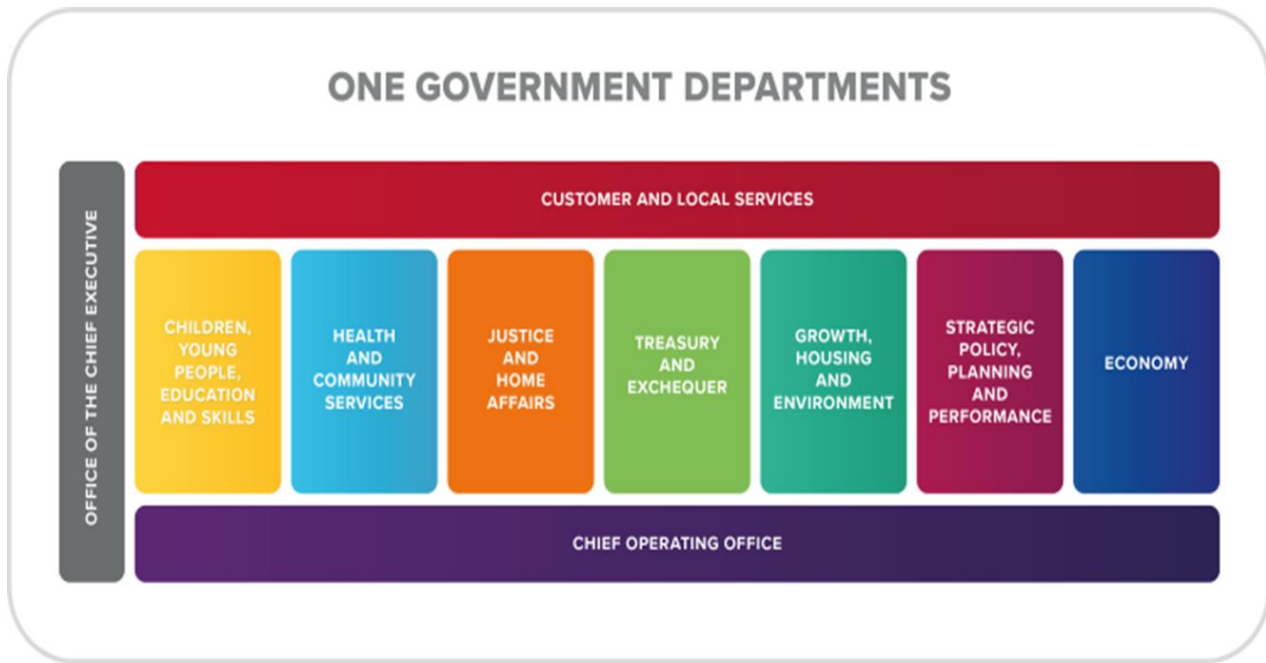 ONE GOVERNMENT DEPARTMENTS
OFFICE OF THE CHIEF EXECUTIVE
CUSTOMER AND LOCAL SERVICES
CHILDREN,
YOUNG
PEOPLE,
EDUCATION
AND SKILLS
HEALTH
AND
COMMUNITY
SERVICES
JUSTICE
AND
HOME
AFFAIRS
TREASURY
AND
EXCHEQUER
GROWTH,
HOUSING
AND
ENVIRONMENT
STRATEGIC
POLICY,
PLANNING
AND
PERFORMANCE
ECONOMY
CHIEF OPERATING OFFICE